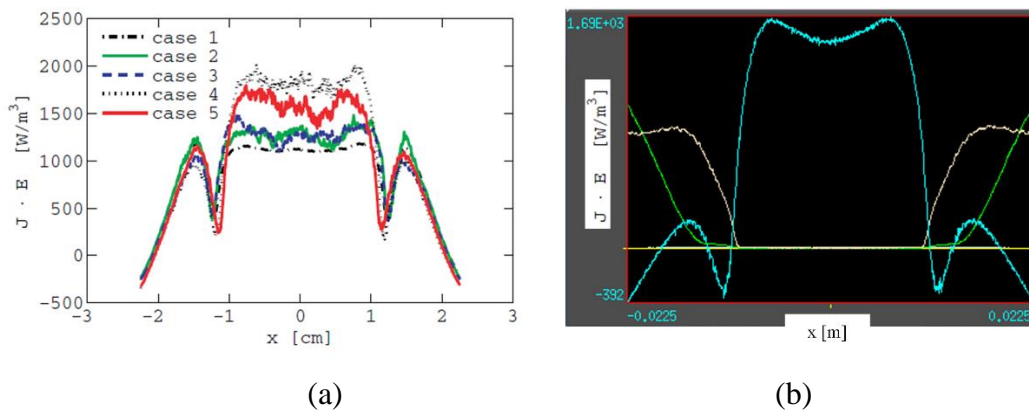 2500
2000
1500
1000
500
0
−500
J · E [W/m³]
case 1
case 2
case 3
case 4
case 5
−3 −2 −1 0 1 2 3
x [cm]
(a)
1.69E+03
J · E [W/m³]
-392
-0.0225 0.0225
x [m]
(b)